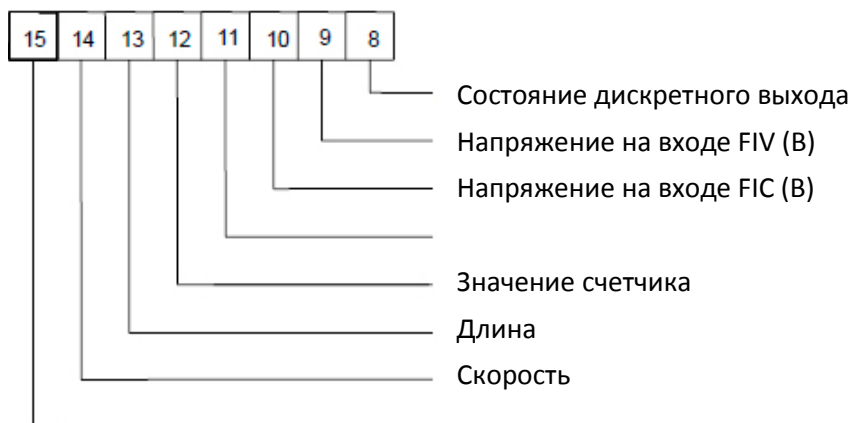 15 14 13 12 11 10 9 8
Состояние дискретного выхода
Напряжение на входе FIV (В)
Напряжение на входе FIC (В)
Значение счетчика
Длина
Скорость